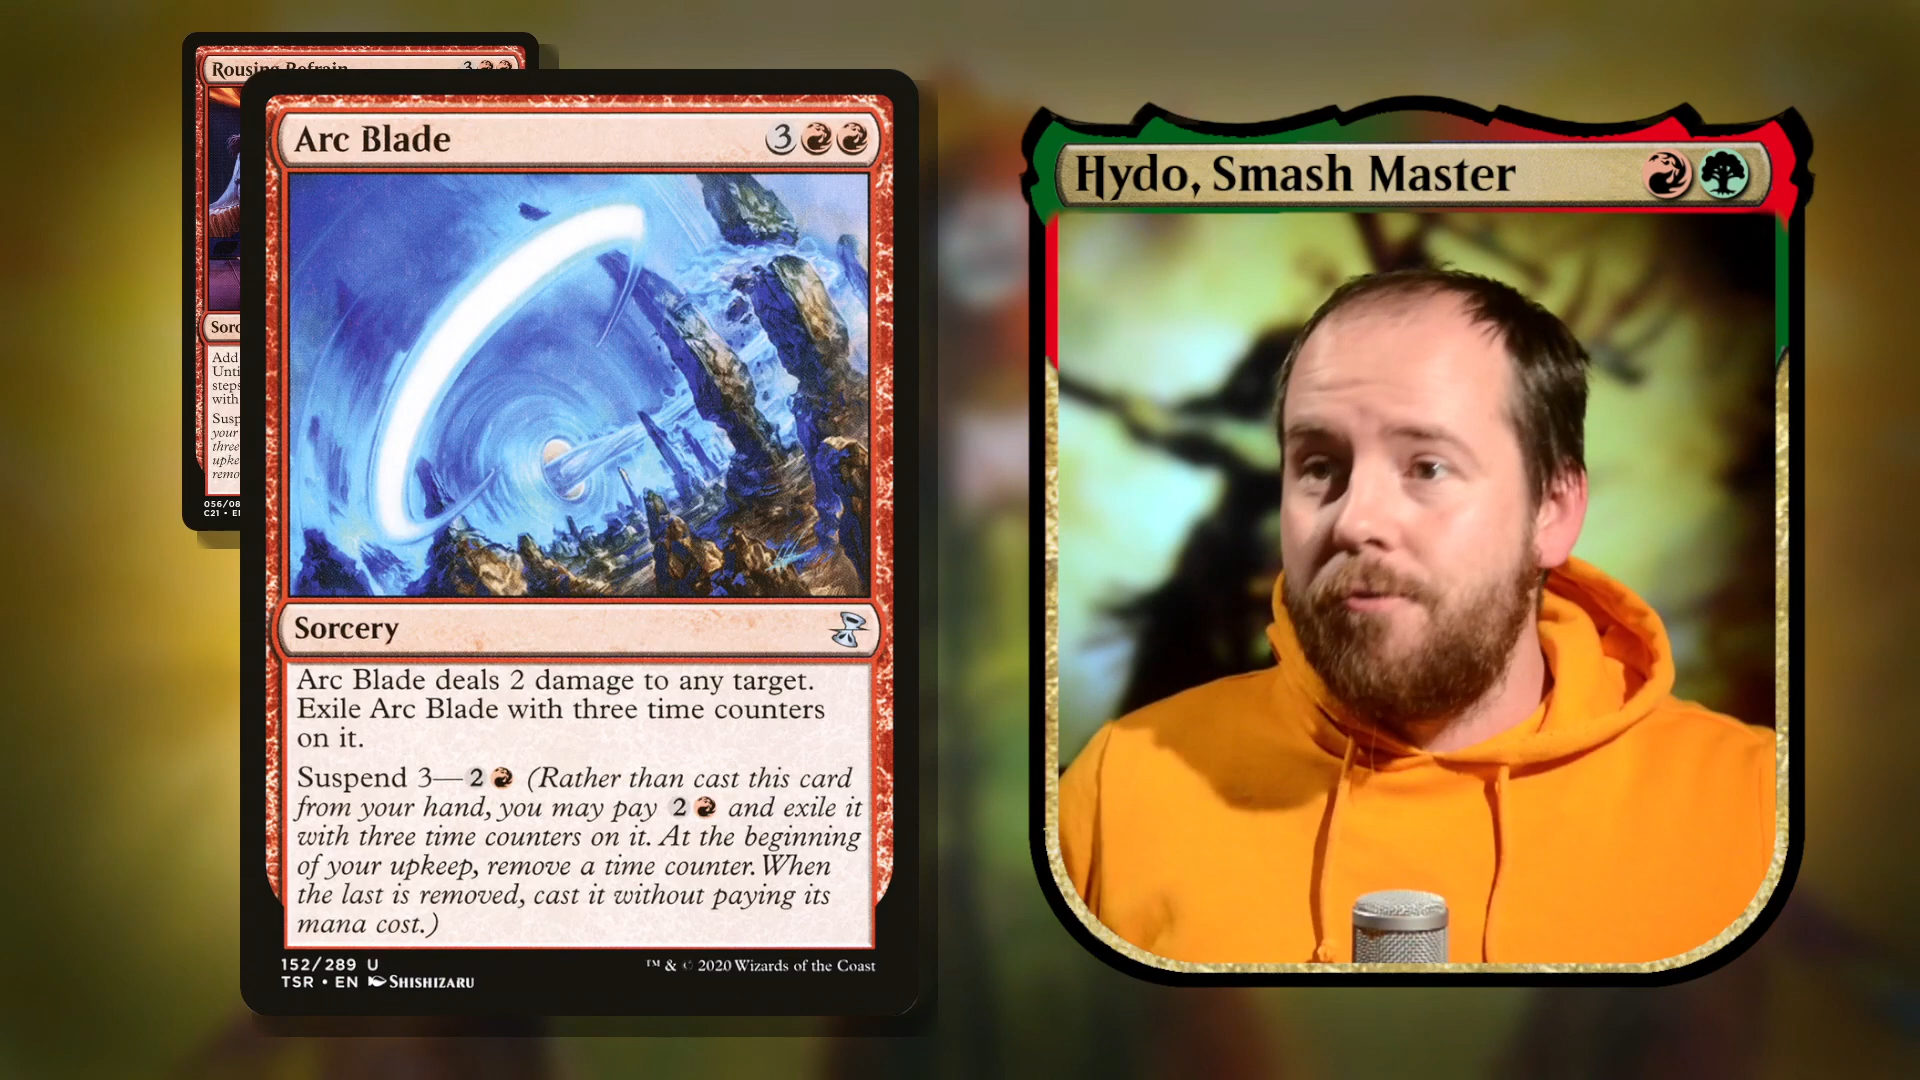 Rousing Refrain 3
Sorc
Add
Unti
steps
with
Susp
your
three
upke
remo
056/08
C21 • E
Arc Blade 3
Sorcery
Arc Blade deals 2 damage to any target.
Exile Arc Blade with three time counters
on it.
Suspend 3—2 (Rather than cast this card
from your hand, you may pay 2 and exile it
with three time counters on it. At the beginning
of your upkeep, remove a time counter. When
the last is removed, cast it without paying its
mana cost.)
152/289 U
TSR • EN SHISHIZARU
™ & © 2020 Wizards of the Coast
Hydo, Smash Master